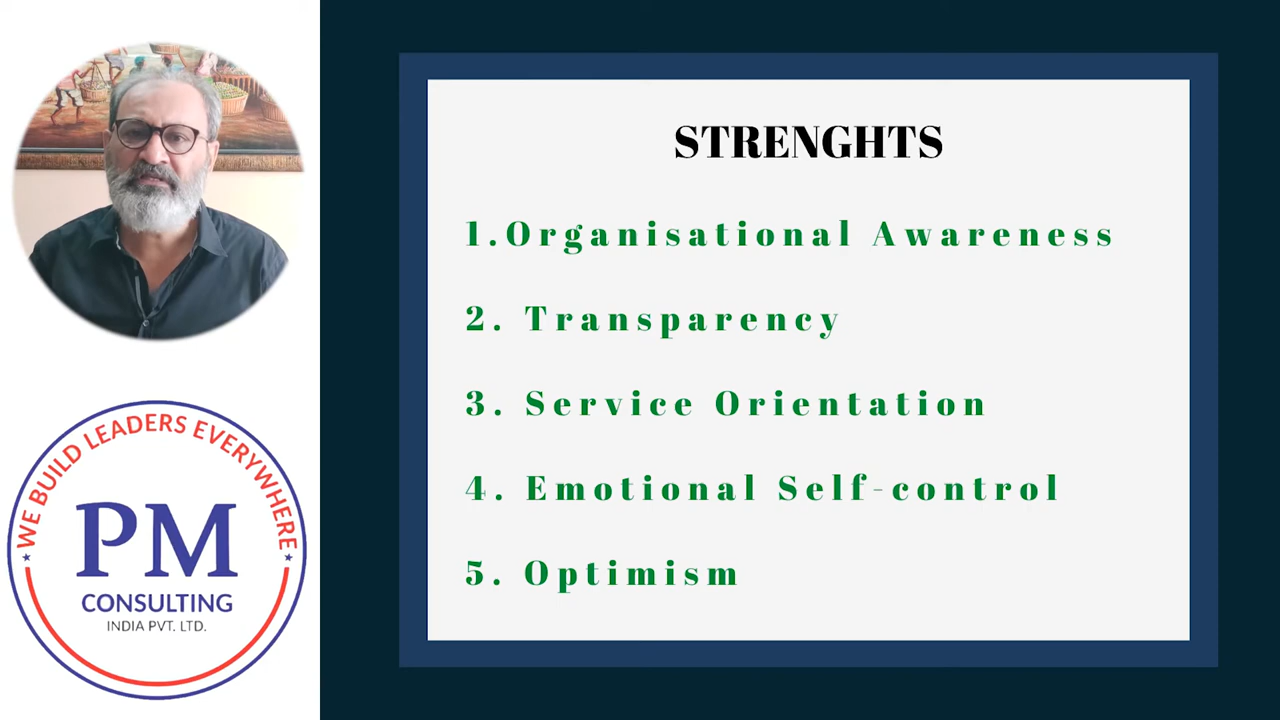 STRENGHTS
1.Organisational Awareness
2. Transparency
3. Service Orientation
4. Emotional Self-control
5. Optimism
WE BUILD LEADERS EVERYWHERE
PM
CONSULTING
INDIA PVT. LTD.